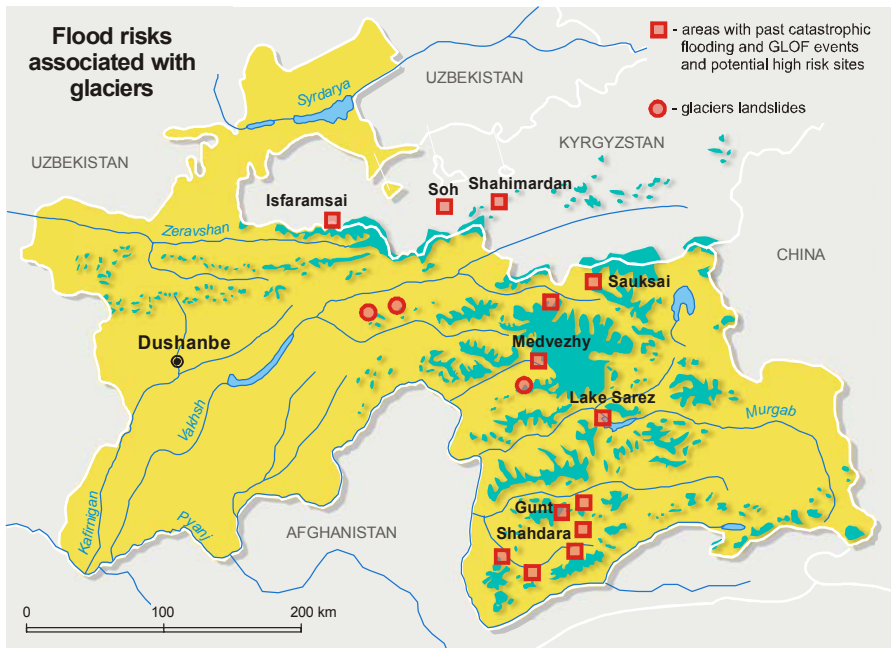 Flood risks
associated with
glaciers
- areas with past catastrophic
flooding and GLOF events
and potential high risk sites
- glaciers landslides
UZBEKISTAN
Syrdarya
KYRGYZSTAN
UZBEKISTAN
Isfaramsai
Soh
Shahimardan
Zeravshan
CHINA
Sauksai
Dushanbe
Medvezhy
Lake Sarez
Murgab
Vakhsh
Gunt
Kafirnigan
Pyanj
AFGHANISTAN
Shahdara
0 100 200 km